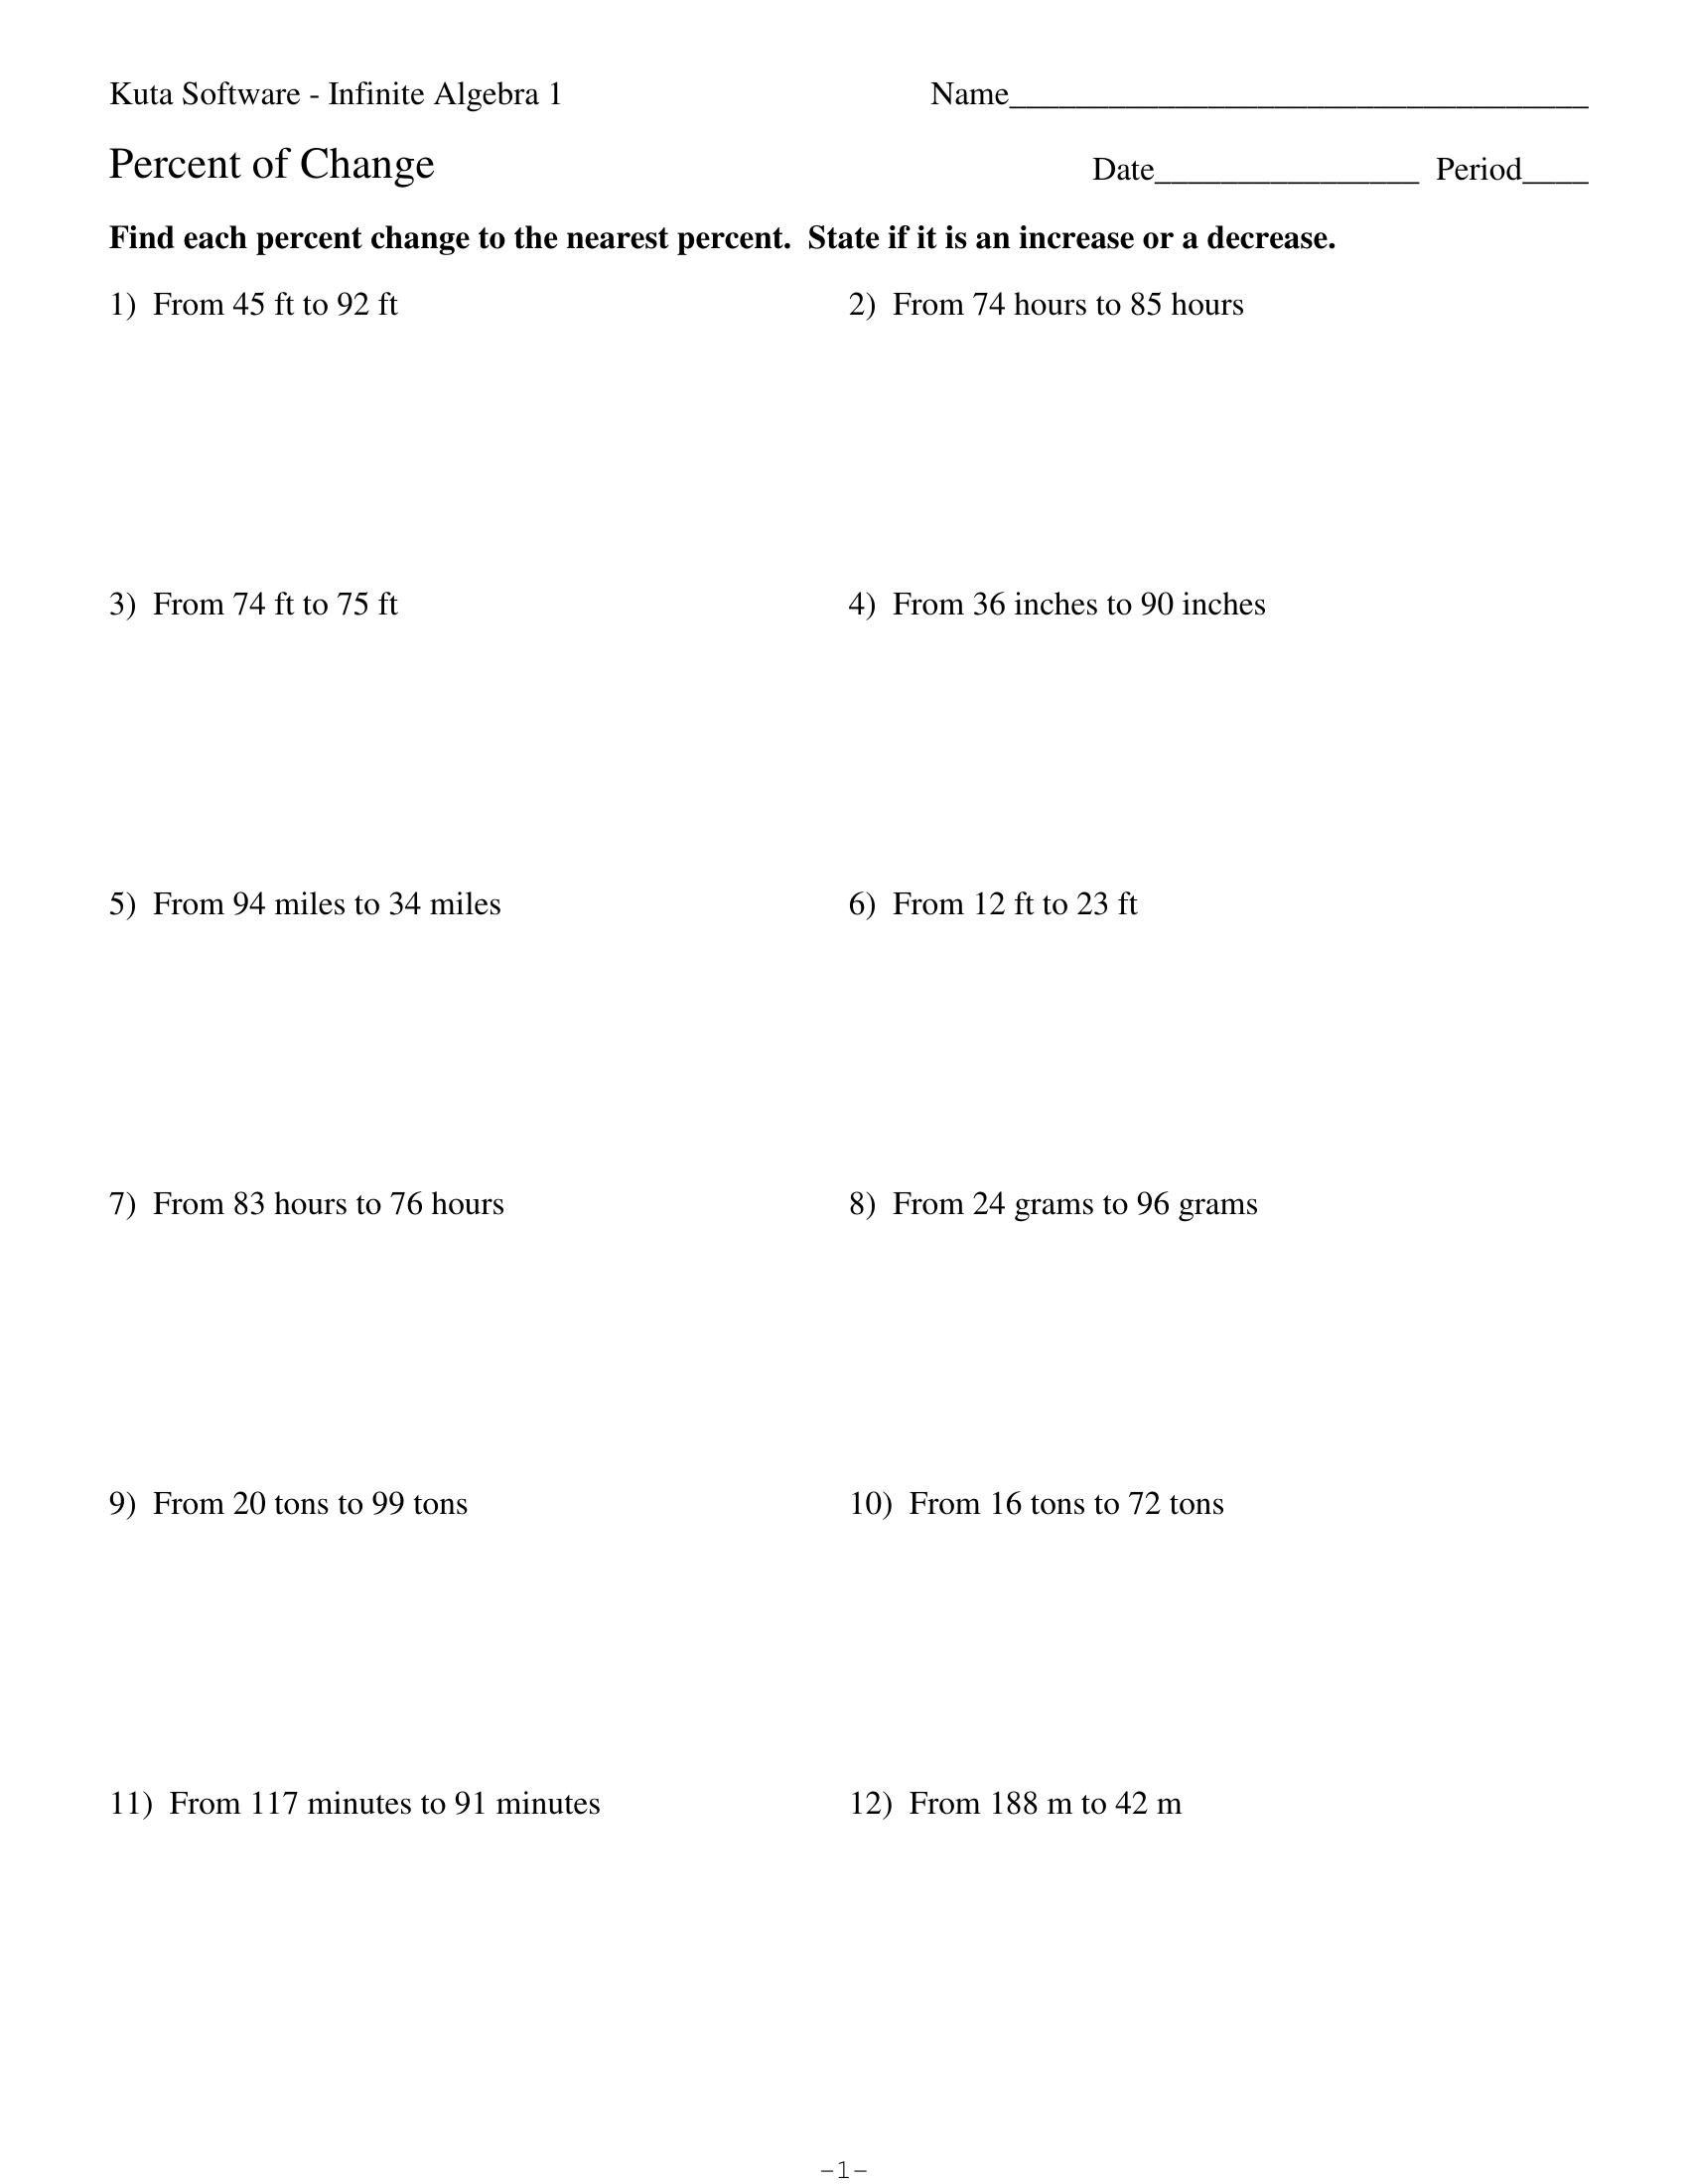 Kuta Software - Infinite Algebra 1
Name___________________________________
Percent of Change
Date________________ Period____
Find each percent change to the nearest percent.  State if it is an increase or a decrease.
1)  From 45 ft to 92 ft
2)  From 74 hours to 85 hours
3)  From 74 ft to 75 ft
4)  From 36 inches to 90 inches
5)  From 94 miles to 34 miles
6)  From 12 ft to 23 ft
7)  From 83 hours to 76 hours
8)  From 24 grams to 96 grams
9)  From 20 tons to 99 tons
10)  From 16 tons to 72 tons
11)  From 117 minutes to 91 minutes
12)  From 188 m to 42 m
-1-